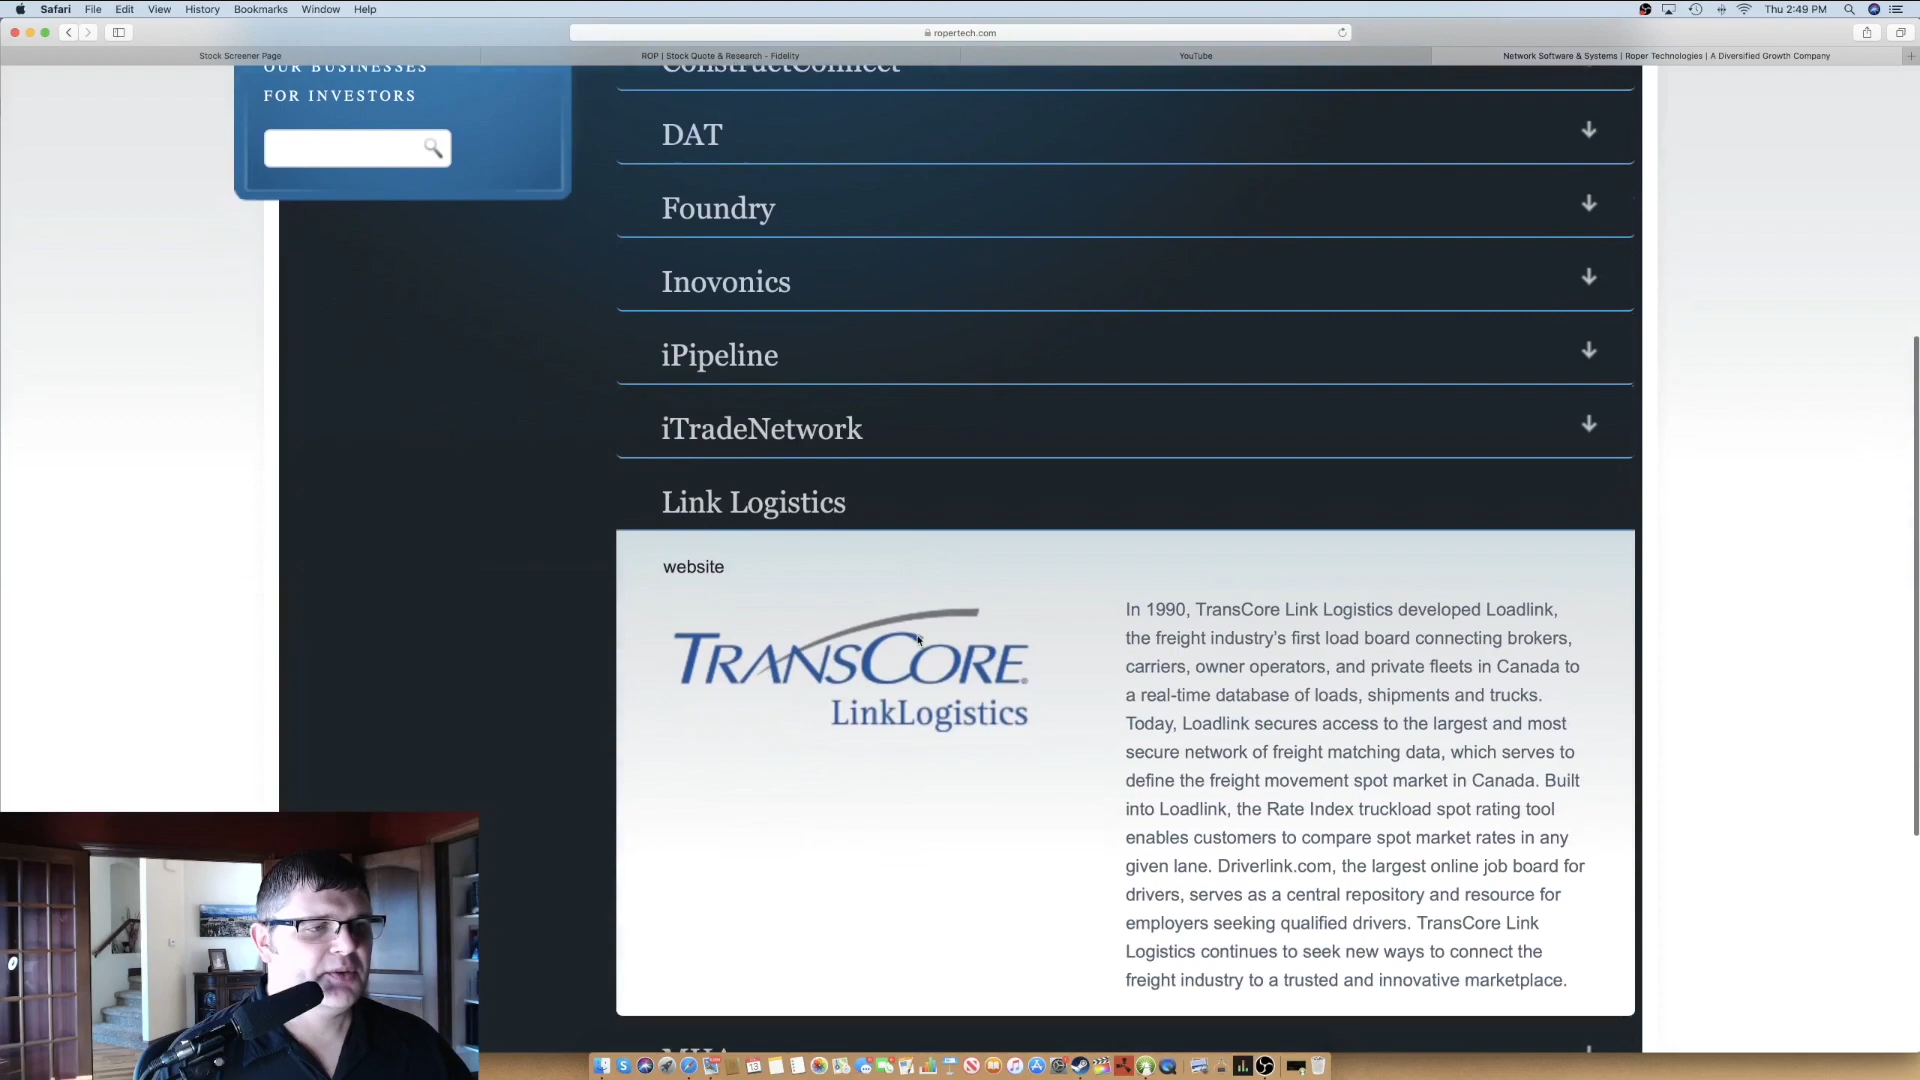 Safari File Edit View History Bookmarks Window Help
Thu 2:49 PM
ropertech.com
Stock Screener Page
ROP | Stock Quote & Research - Fidelity
YouTube
Network Software & Systems | Roper Technologies | A Diversified Growth Company
OUR BUSINESSES
FOR INVESTORS
ConstructConnect
DAT
Foundry
Inovonics
iPipeline
iTradeNetwork
Link Logistics
website
TRANSCORE
LinkLogistics
In 1990, TransCore Link Logistics developed Loadlink,
the freight industry's first load board connecting brokers,
carriers, owner operators, and private fleets in Canada to
a real-time database of loads, shipments and trucks.
Today, Loadlink secures access to the largest and most
secure network of freight matching data, which serves to
define the freight movement spot market in Canada. Built
into Loadlink, the Rate Index truckload spot rating tool
enables customers to compare spot market rates in any
given lane. Driverlink.com, the largest online job board for
drivers, serves as a central repository and resource for
employers seeking qualified drivers. TransCore Link
Logistics continues to seek new ways to connect the
freight industry to a trusted and innovative marketplace.
MHA